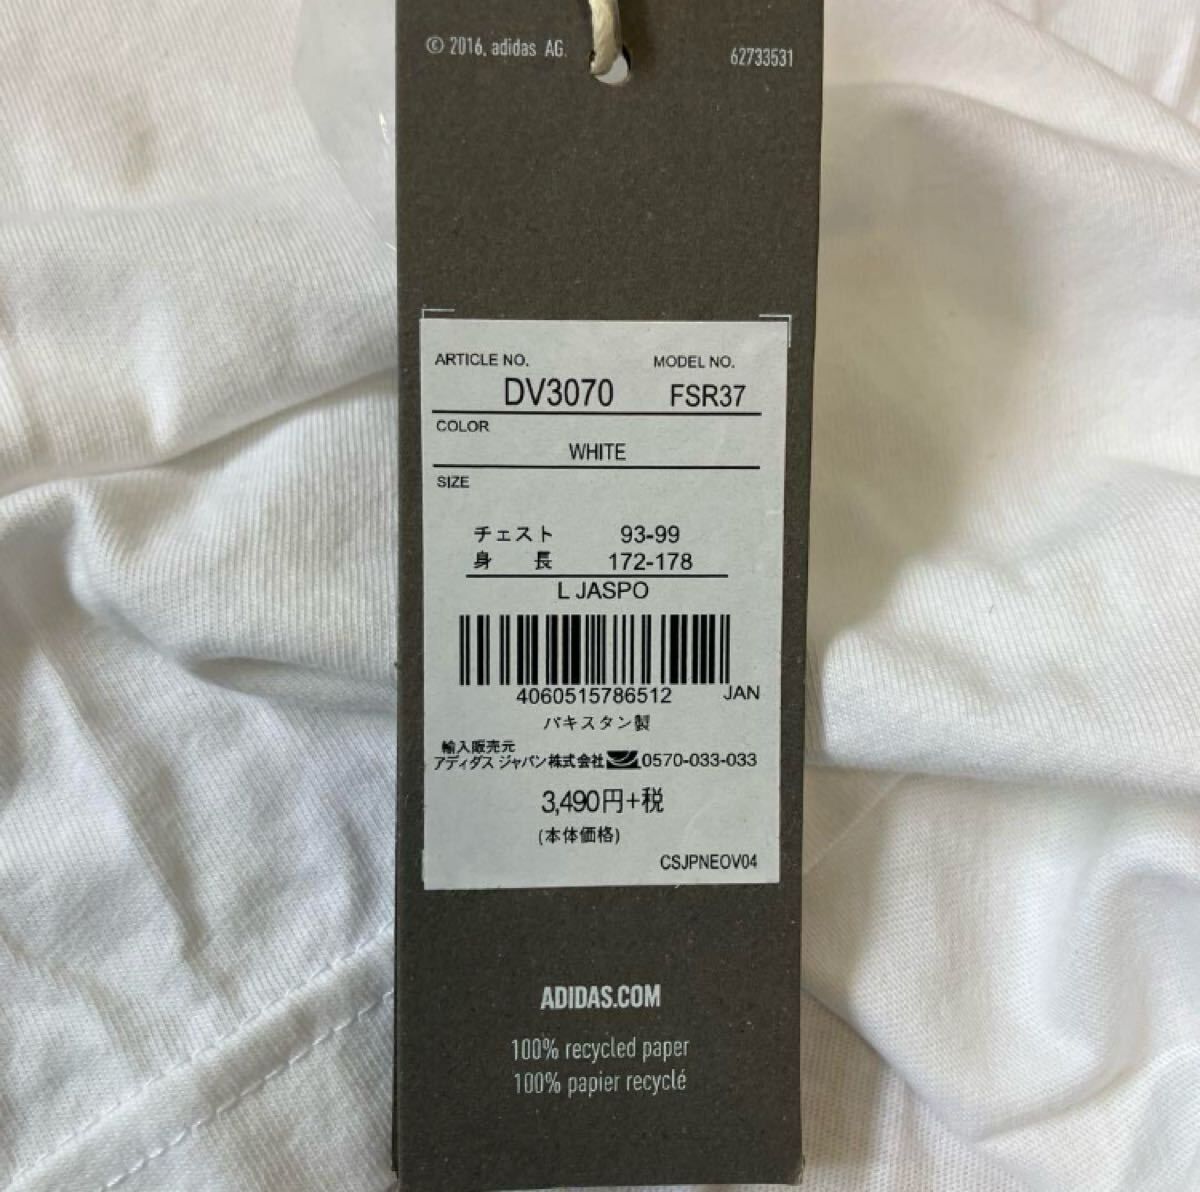 © 2016, adidas AG.
62733531
ARTICLE NO. MODEL NO.
DV3070 FSR37
COLOR
WHITE
SIZE
チェスト 93-99
身 長 172-178
L JASPO
4060515786512 JAN
パキスタン製
輸入販売元
アディダス ジャパン株式会社 0570-033-033
3,490円+税
(本体価格)
CSJPNEOV04
ADIDAS.COM
100% recycled paper
100% papier recyclé